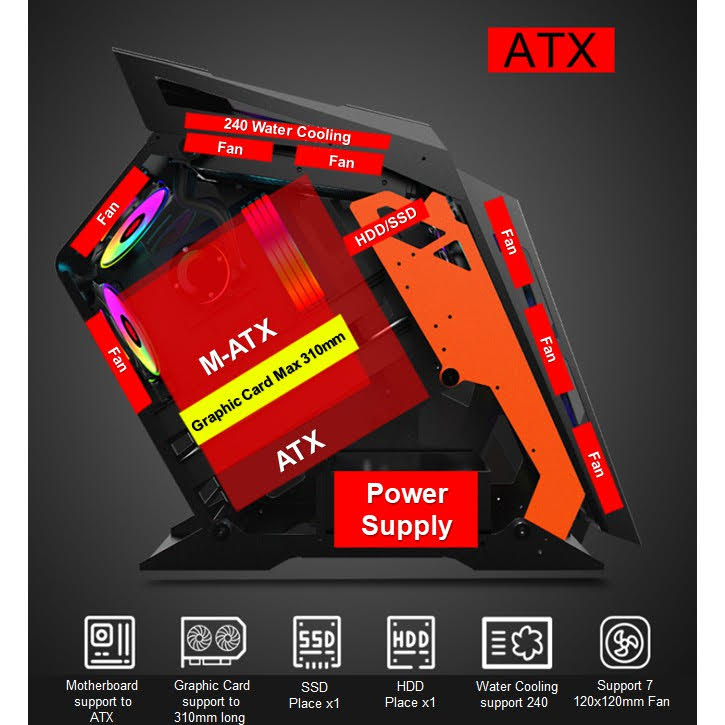 ATX
240 Water Cooling
Fan
Fan
Fan
HDD/SSD
Fan
Fan
M-ATX
Graphic Card Max 310mm
Fan
ATX
Fan
Power
Supply
SSD
HDD
Motherboard
support to
ATX
Graphic Card
support to
310mm long
SSD
Place x1
HDD
Place x1
Water Cooling
support 240
Support 7
120x120mm Fan